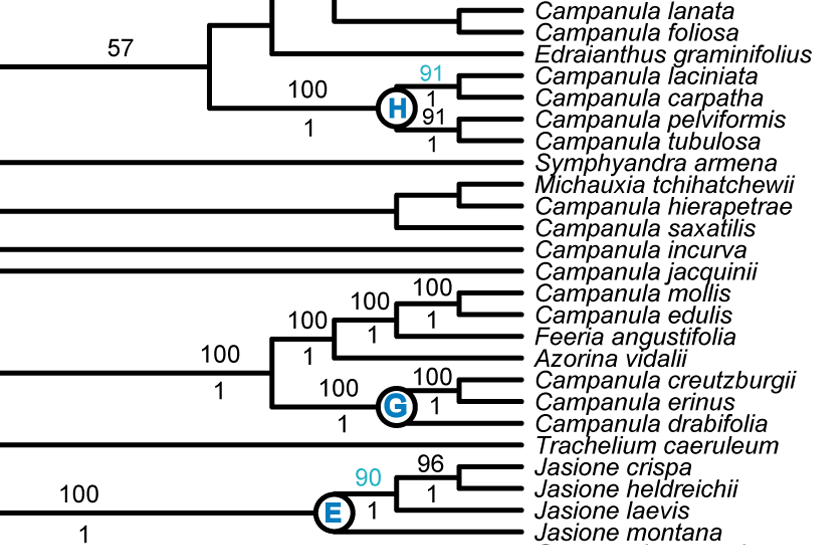 Campanula lanata
Campanula foliosa
57
Edraianthus graminifolius
91
Campanula laciniata
100
H
1
Campanula carpatha
1
91
Campanula pelviformis
1
Campanula tubulosa
Symphyandra armena
Michauxia tchihatchewii
Campanula hierapetrae
Campanula saxatilis
Campanula incurva
Campanula jacquinii
100
Campanula mollis
100
1
Campanula edulis
100
1
Feeria angustifolia
100
1
Azorina vidalii
1
100
100
Campanula creutzburgii
G
1
Campanula erinus
1
Campanula drabifolia
Trachelium caeruleum
96
Jasione crispa
90
1
Jasione heldreichii
100
E
1
Jasione laevis
1
Jasione montana